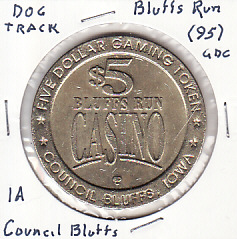 DOG TRACK
Bluffs Run
(95)
GDC
FIVE DOLLAR GAMING TOKEN
$5
BLUFFS RUN
CASINO
COUNCIL BLUFFS, IOWA
IA
Council Bluffs